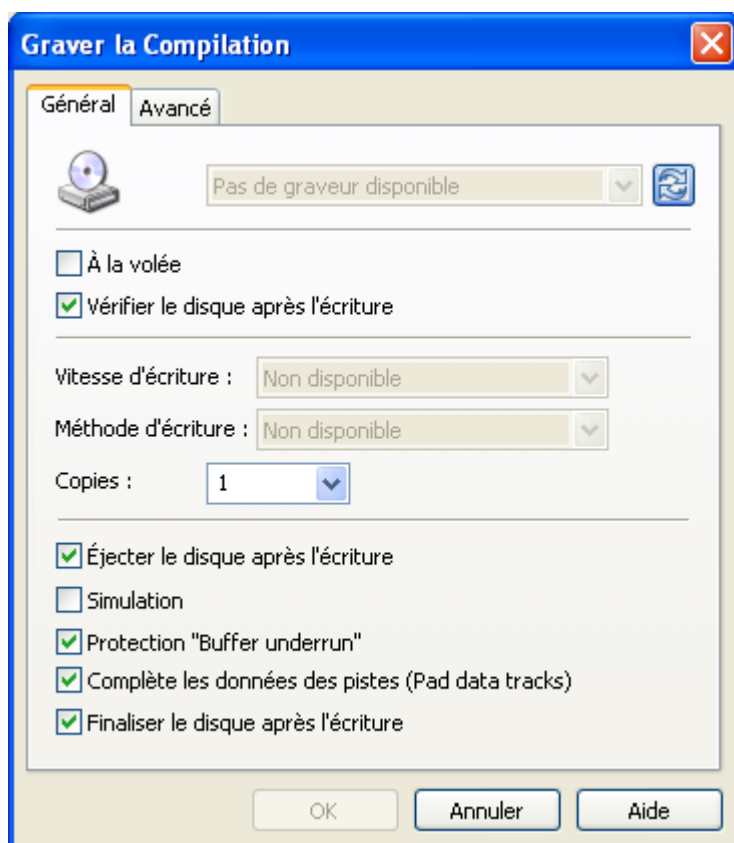 Graver la Compilation
Général Avancé
Pas de graveur disponible
À la volée
Vérifier le disque après l'écriture
Vitesse d'écriture : Non disponible
Méthode d'écriture : Non disponible
Copies : 1
Éjecter le disque après l'écriture
Simulation
Protection "Buffer underrun"
Complète les données des pistes (Pad data tracks)
Finaliser le disque après l'écriture
OK Annuler Aide